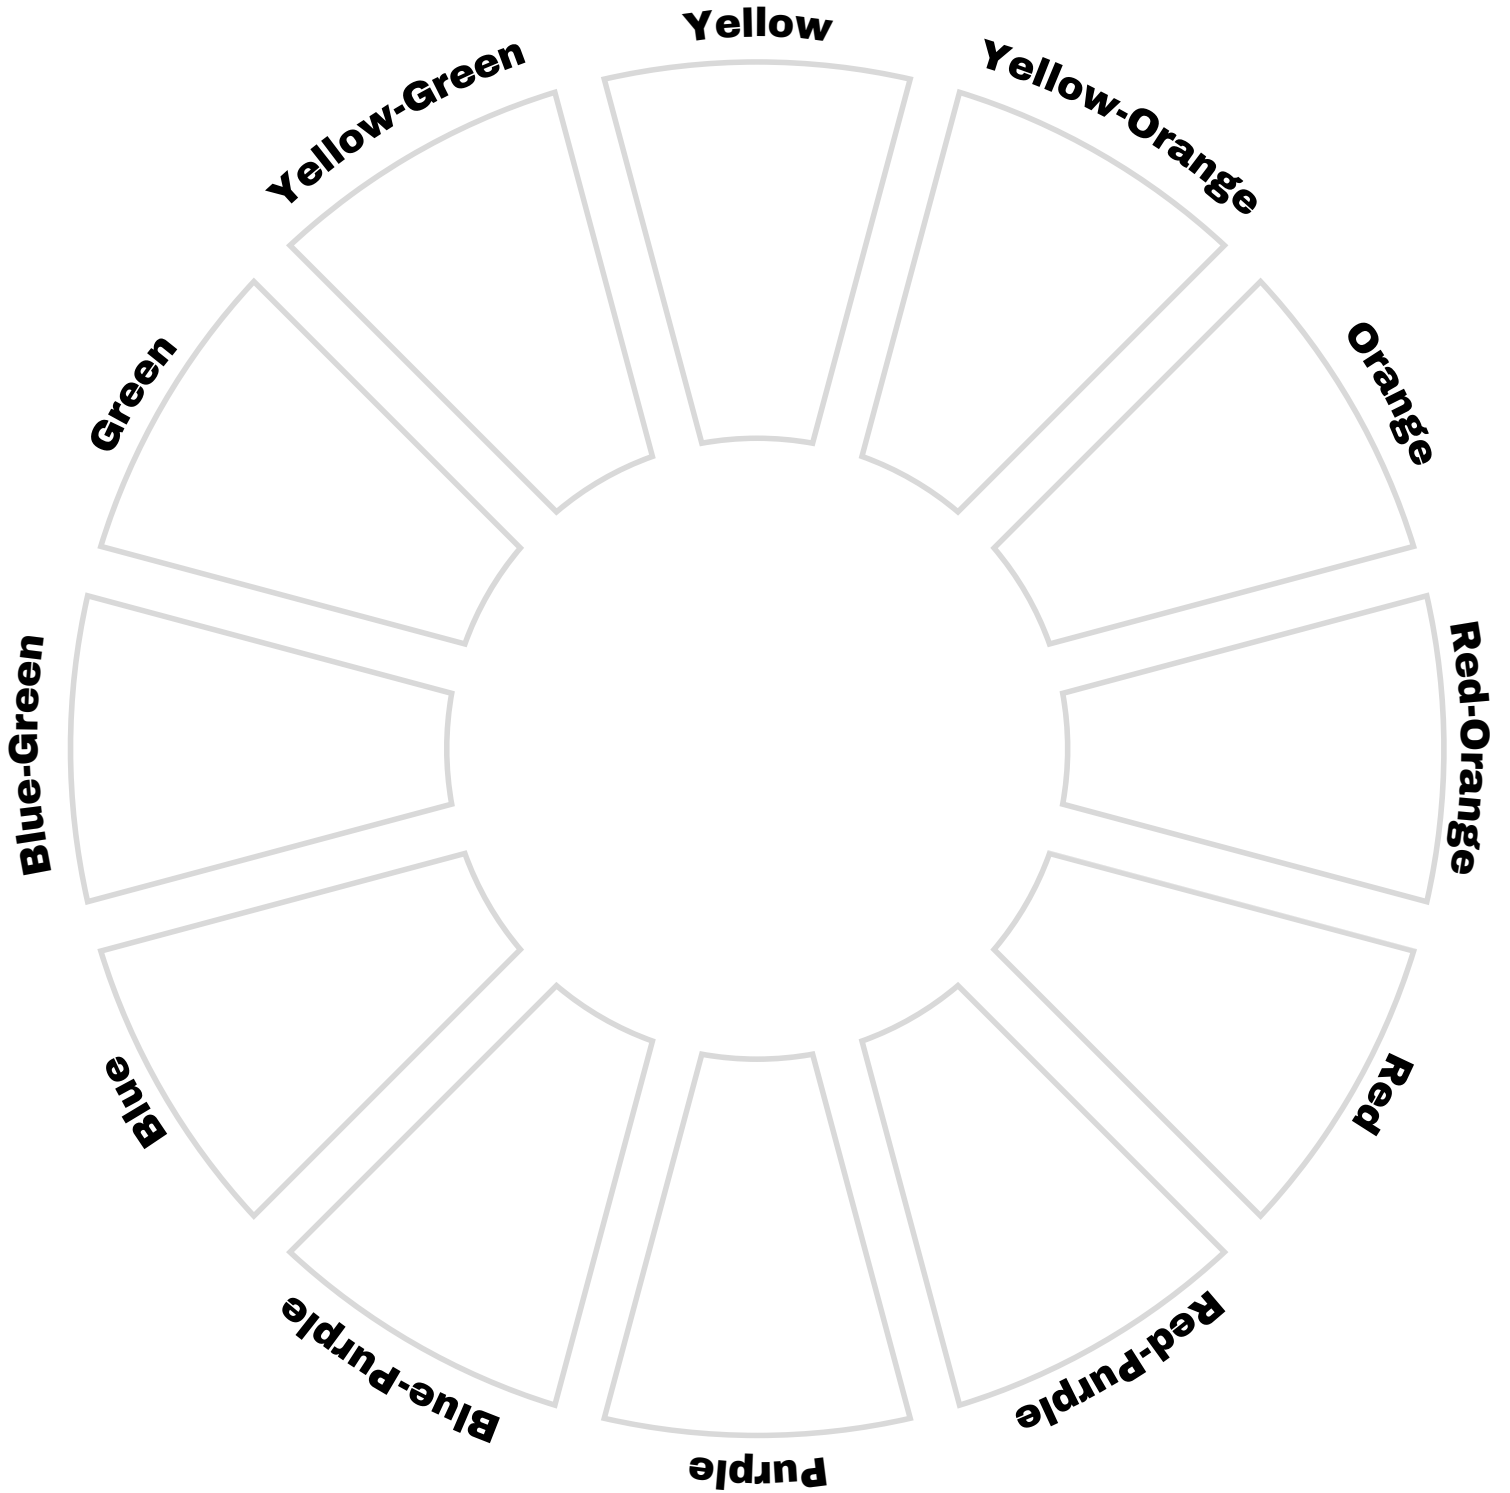 Yellow
Yellow-Orange
Orange
Red-Orange
Red
Red-Purple
Purple
Blue-Purple
Blue
Blue-Green
Green
Yellow-Green